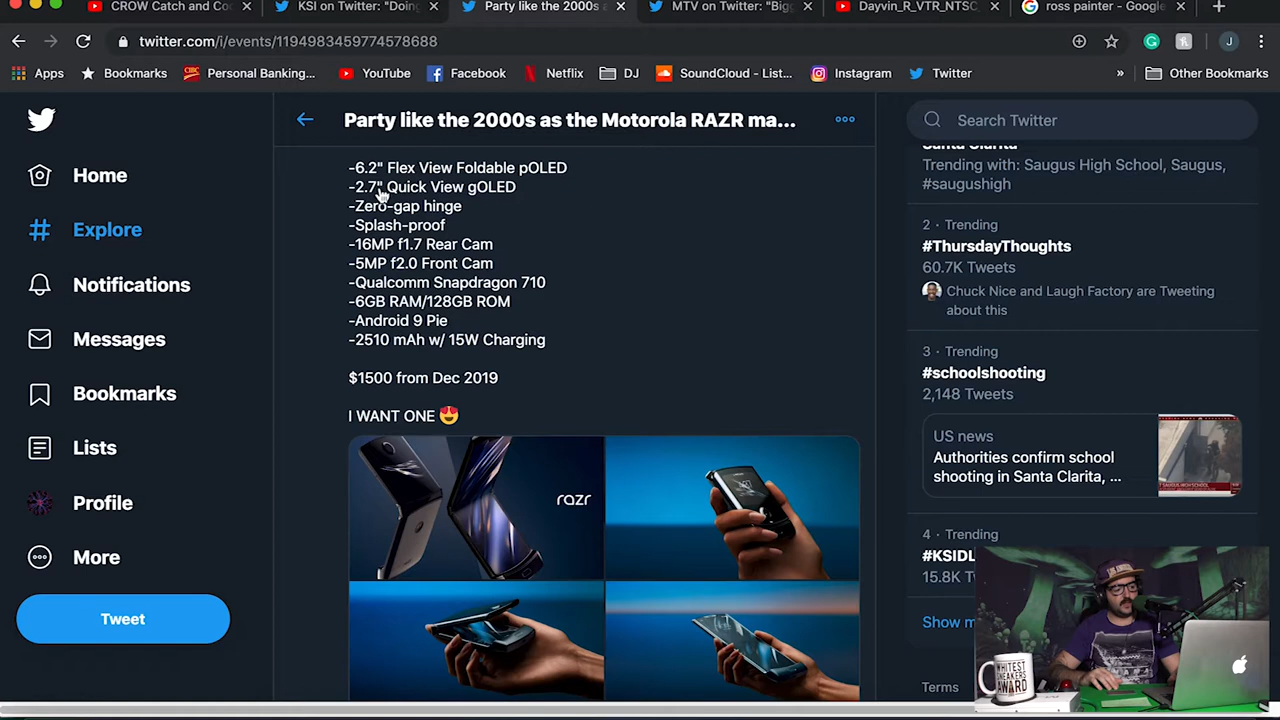 CROW Catch and Co
KSI on Twitter: "Doing
Party like the 2000s a
MTV on Twitter: "Big
Dayvin_R_VTR_NTSC_
ross painter - Google
twitter.com/i/events/1194983459774578688
J
Apps
Bookmarks
Personal Banking...
YouTube
Facebook
Netflix
DJ
SoundCloud - List...
Instagram
Twitter
»
Other Bookmarks
Party like the 2000s as the Motorola RAZR ma...
Search Twitter
Home
Explore
Notifications
Messages
Bookmarks
Lists
Profile
More
Tweet
-6.2" Flex View Foldable pOLED
-2.7" Quick View gOLED
-Zero-gap hinge
-Splash-proof
-16MP f1.7 Rear Cam
-5MP f2.0 Front Cam
-Qualcomm Snapdragon 710
-6GB RAM/128GB ROM
-Android 9 Pie
-2510 mAh w/ 15W Charging
$1500 from Dec 2019
I WANT ONE 😍
razr
Santa Clarita
Trending with: Saugus High School, Saugus,
#saugushigh
2 · Trending
#ThursdayThoughts
60.7K Tweets
Chuck Nice and Laugh Factory are Tweeting
about this
3 · Trending
#schoolshooting
2,148 Tweets
US news
Authorities confirm school
shooting in Santa Clarita, ...
4 · Trending
#KSIDL
15.8K Tw
Show m
Terms
WHITEST
SNEAKERS
AWARD